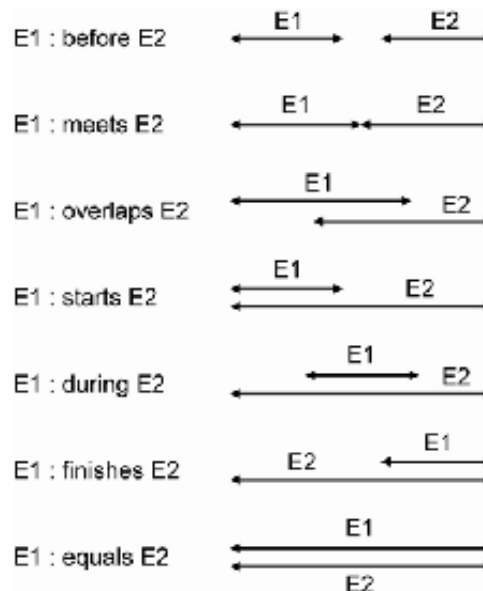 E1 E2
E1 : before E2
E1 E2
E1 : meets E2
E1
E1 : overlaps E2 E2
E1
E1 : starts E2 E2
E1
E1 : during E2 E2
E1
E1 : finishes E2 E2
E1
E1 : equals E2
E2